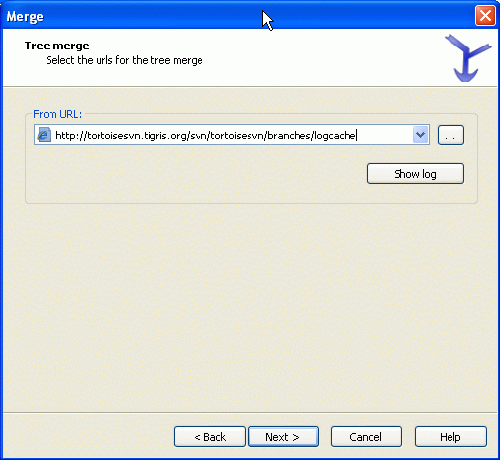 Merge
Tree merge
Select the urls for the tree merge
From URL:
http://tortoisesvn.tigris.org/svn/tortoisesvn/branches/logcache
. .
Show log
< Back
Next >
Cancel
Help